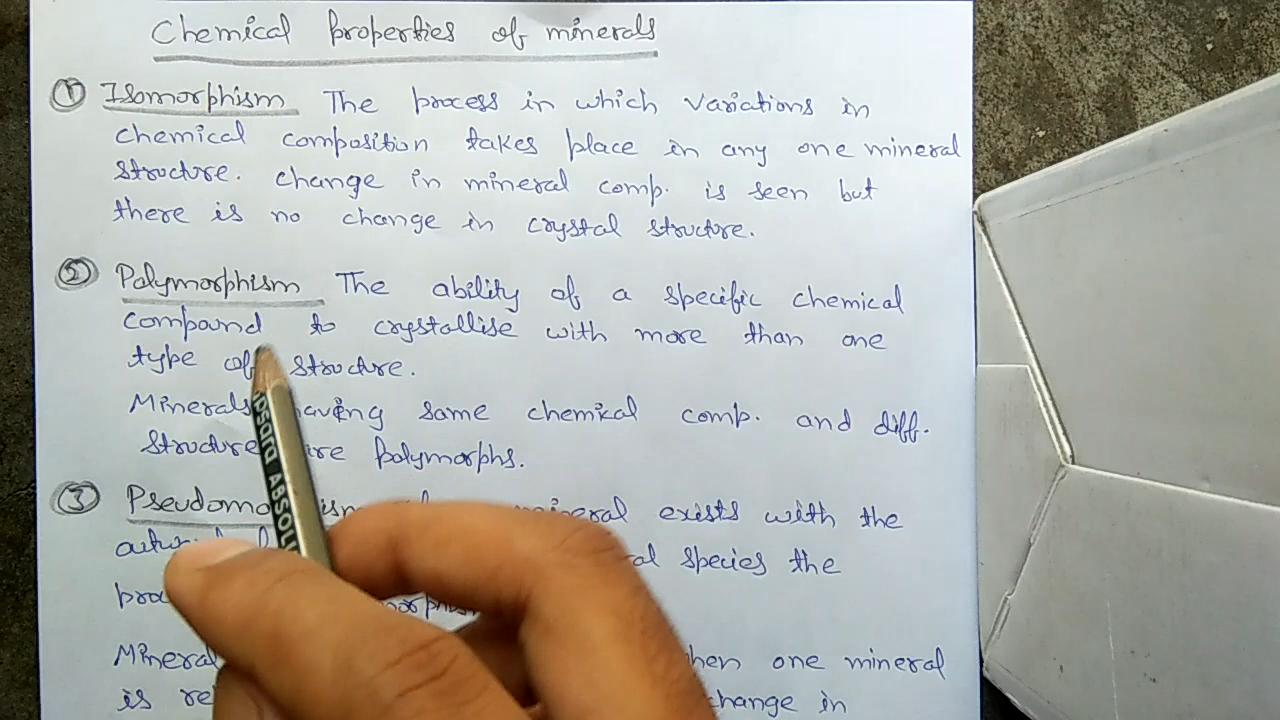 Chemical properties of minerals
① Isomorphism The process in which variations in
chemical composition takes place in any one mineral
structure. change in mineral comp. is seen but
there is no change in crystal structure.
② Polymorphism The ability of a specific chemical
compound to crystallise with more than one
type of structure.
Minerals having same chemical comp. and diff.
structure are polymorphs.
③ mineral exists with the
species the
Mineral one mineral
is change in
apsara ABSOLU